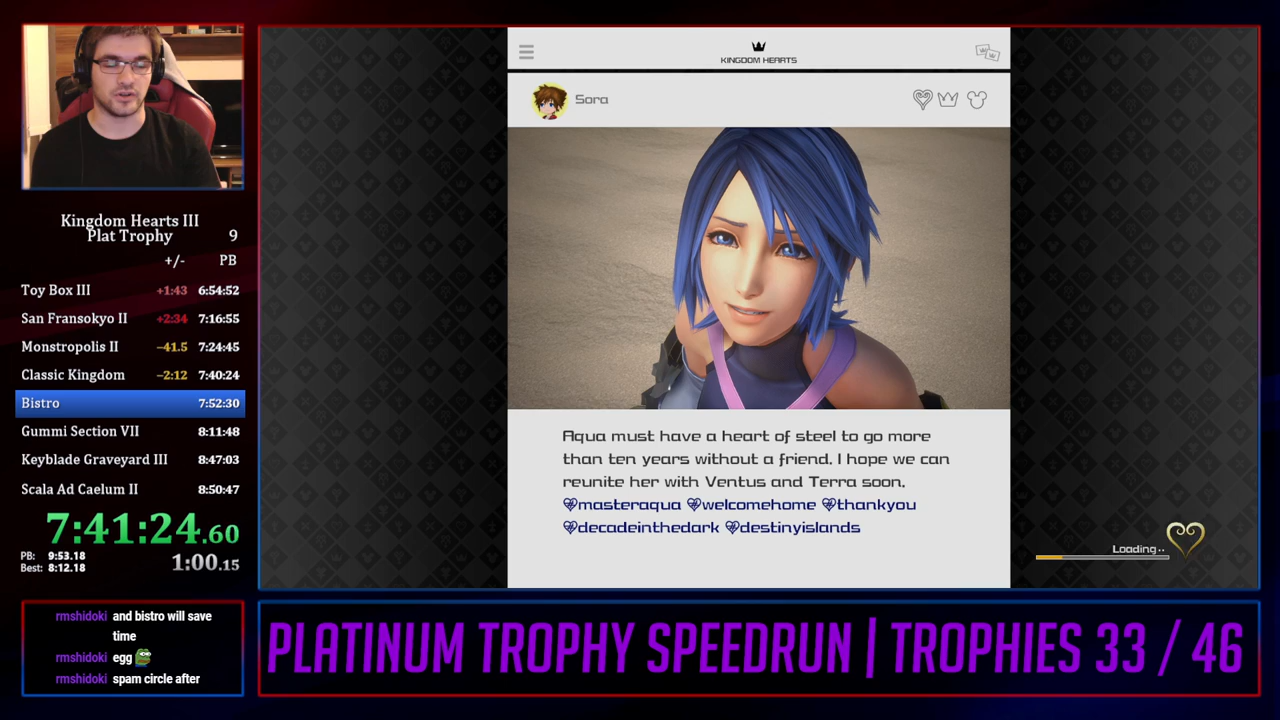 KINGDOM HEARTS
Sora
Kingdom Hearts III
Plat Trophy 9
+/- PB
Toy Box III +1:43 6:54:52
San Fransokyo II +2:34 7:16:55
Monstropolis II −41.5 7:24:45
Classic Kingdom −2:12 7:40:24
Bistro 7:52:30
Gummi Section VII 8:11:48
Keyblade Graveyard III 8:47:03
Scala Ad Caelum II 8:50:47
7:41:24.60
PB: 9:53.18
Best: 8:12.18
1:00.15
Aqua must have a heart of steel to go more
than ten years without a friend. I hope we can
reunite her with Ventus and Terra soon.
masteraqua welcomehome thankyou
decadeinthedark destinyislands
Loading..
rmshidoki and bistro will save
time
rmshidoki egg
rmshidoki spam circle after
PLATINUM TROPHY SPEEDRUN | TROPHIES 33 / 46